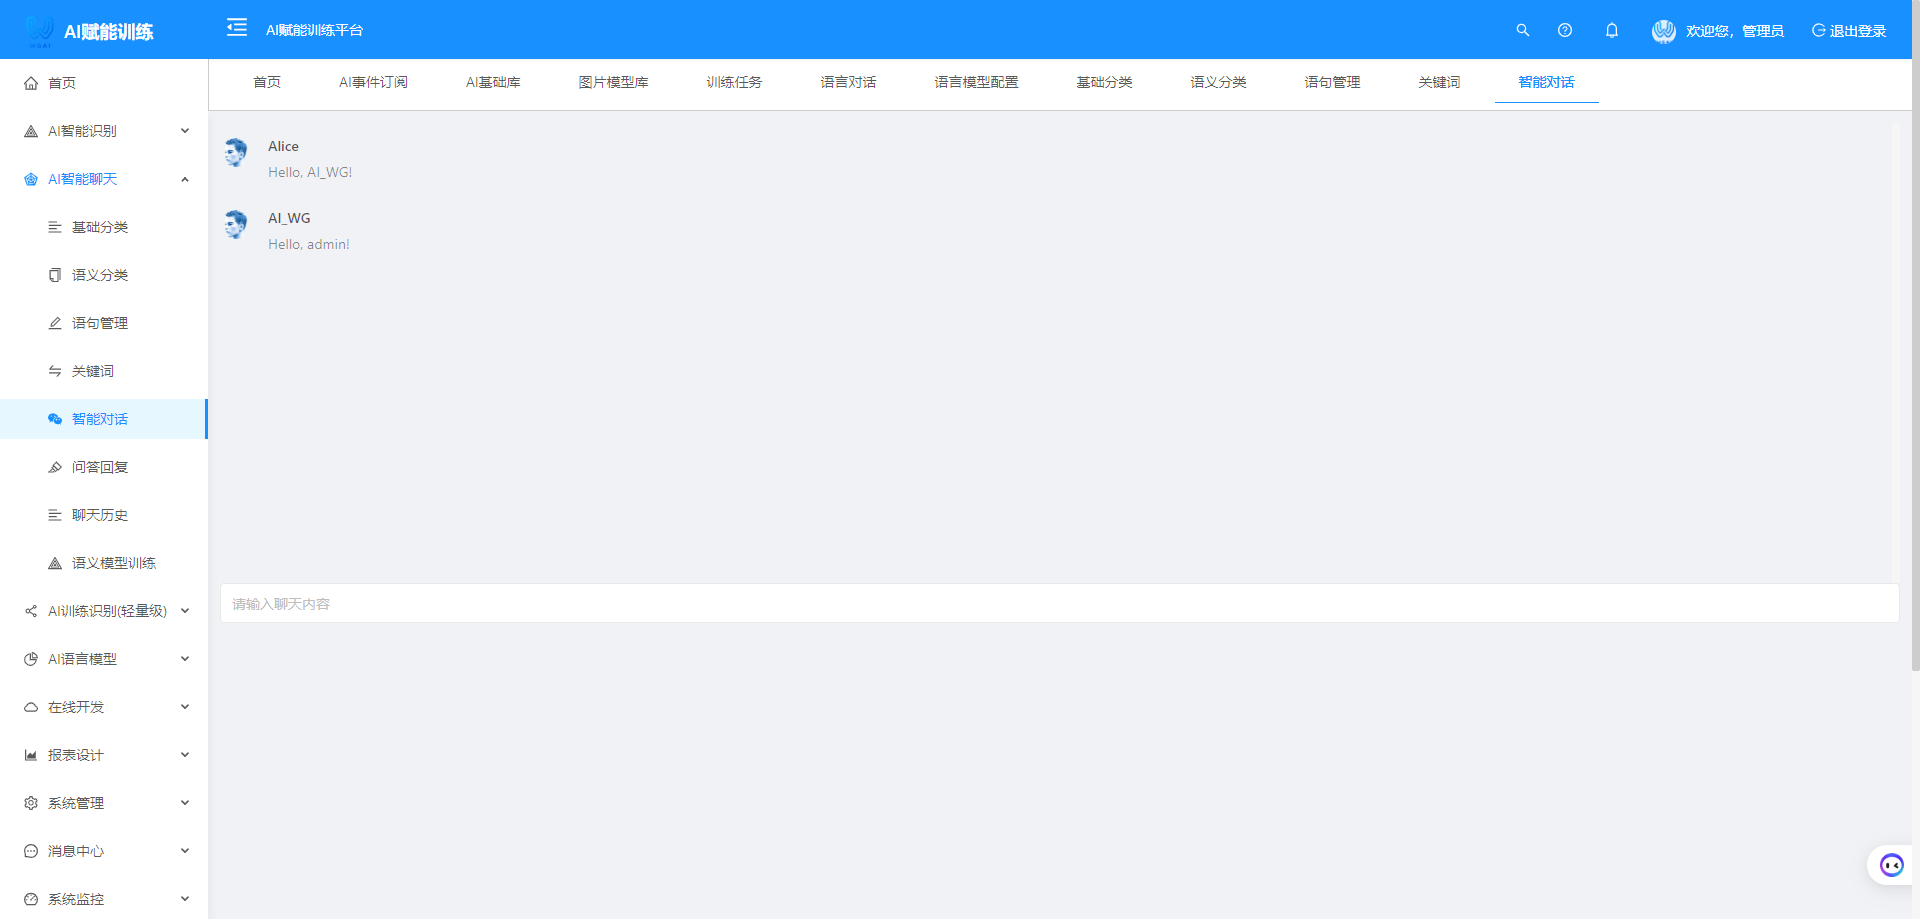 AI赋能训练
AI赋能训练平台
欢迎您，管理员
退出登录
首页
AI事件订阅
AI基础库
图片模型库
训练任务
语言对话
语言模型配置
基础分类
语义分类
语句管理
关键词
智能对话
首页
AI智能识别
AI智能聊天
基础分类
语义分类
语句管理
关键词
智能对话
问答回复
聊天历史
语义模型训练
AI训练识别(轻量级)
AI语言模型
在线开发
报表设计
系统管理
消息中心
系统监控
Alice
Hello, AI_WG!
AI_WG
Hello, admin!
请输入聊天内容